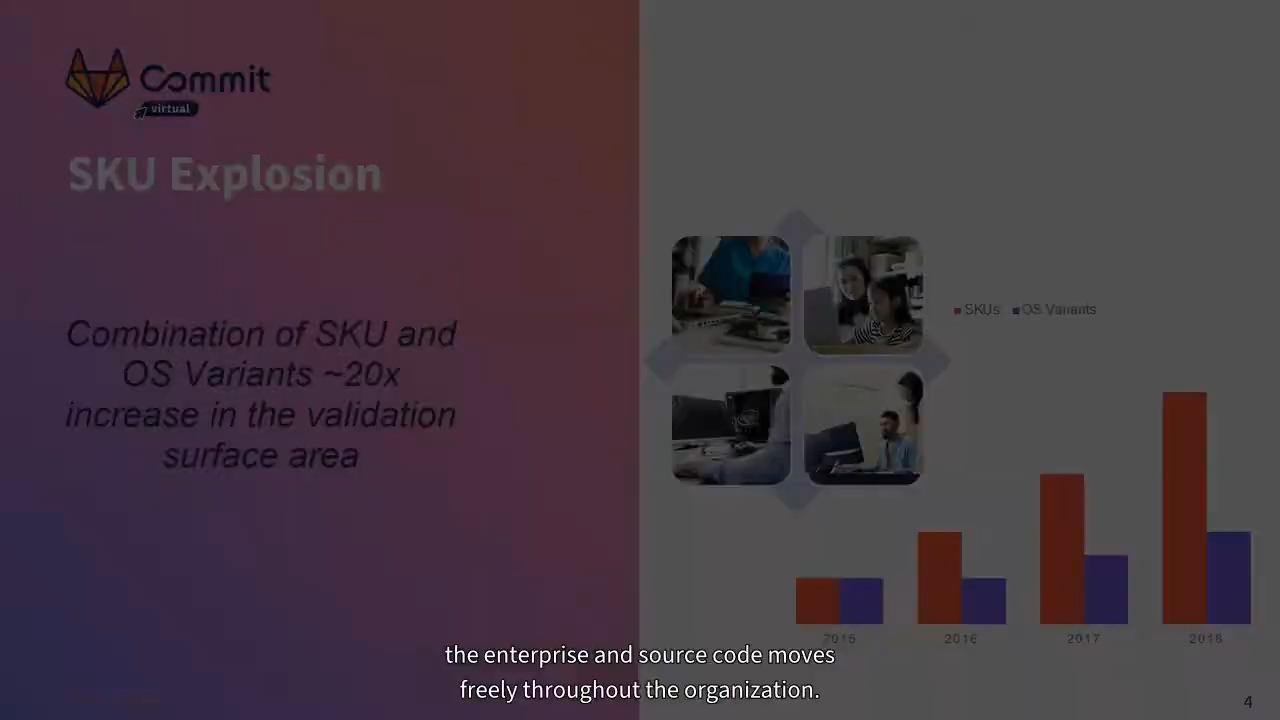 Commit
virtual
SKU Explosion
Combination of SKU and
OS Variants ~20x
increase in the validation
surface area
SKUs OS Variants
2015 2016 2017 2018
the enterprise and source code moves
freely throughout the organization.
4